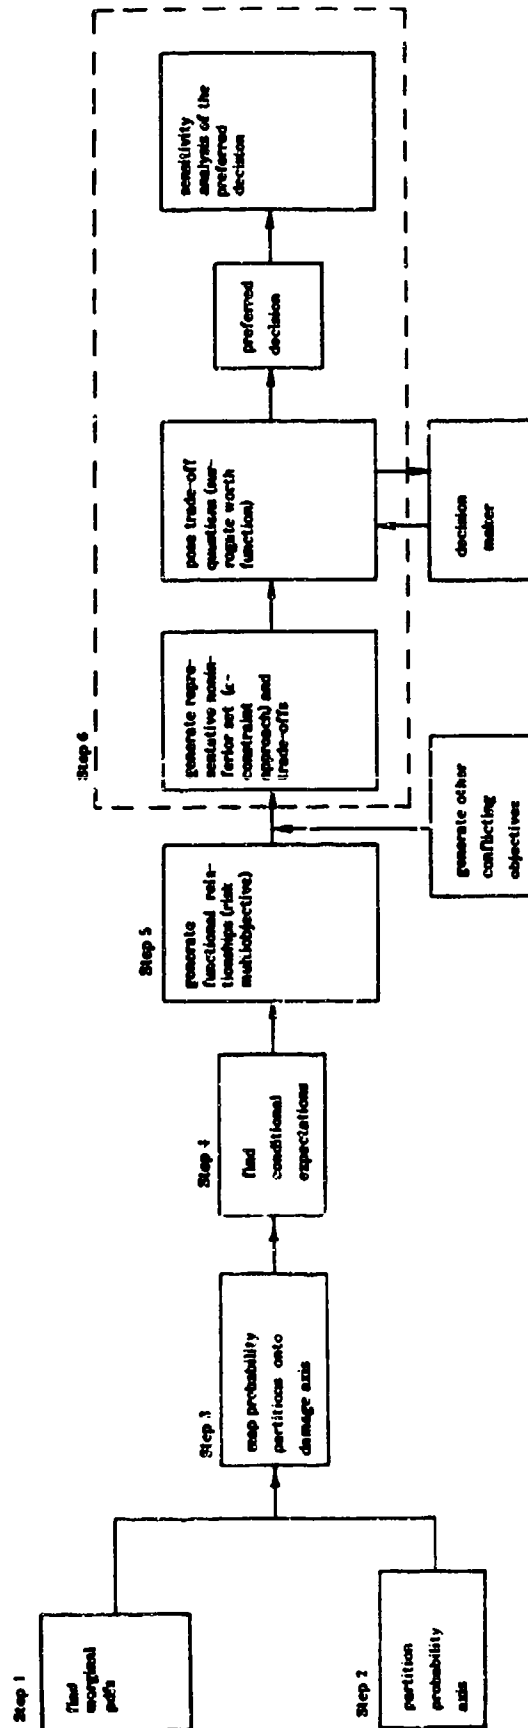 Step 1
find
marginal
pdfs
Step 2
partition
probability
axis
Step 3
map probability
partitions onto
damage axis
Step 4
find
conditional
expectations
Step 5
generate
functional rela-
tionships (risk
multiobjective)
generate other
conflicting
objectives
Step 6
generate repre-
sentative nonin-
ferior set (ε-
constraint
approach) and
trade-offs
pose trade-off
questions (sur-
rogate worth
function)
decision
maker
preferred
decision
sensitivity
analysis of the
preferred
decision